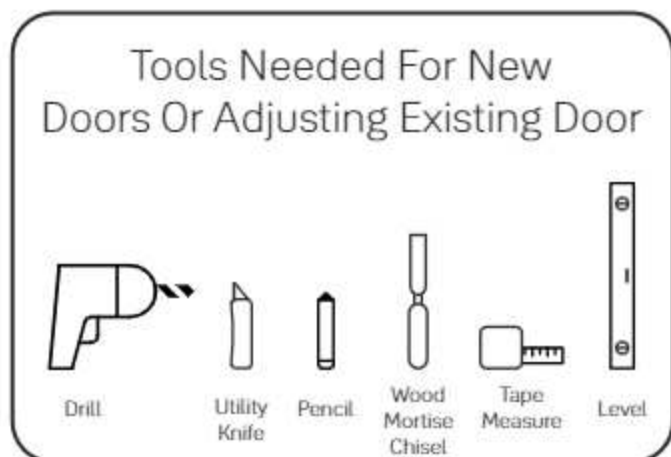 Tools Needed For New
Doors Or Adjusting Existing Door
Drill
Utility
Knife
Pencil
Wood
Mortise
Chisel
Tape
Measure
Level